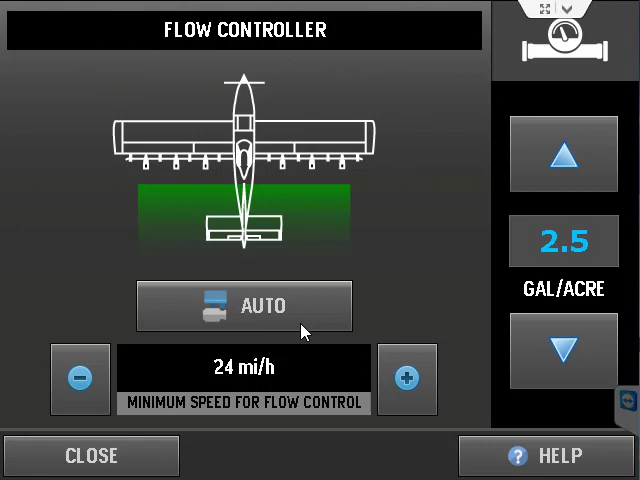 FLOW CONTROLLER
AUTO
24 mi/h
MINIMUM SPEED FOR FLOW CONTROL
2.5
GAL/ACRE
CLOSE
? HELP